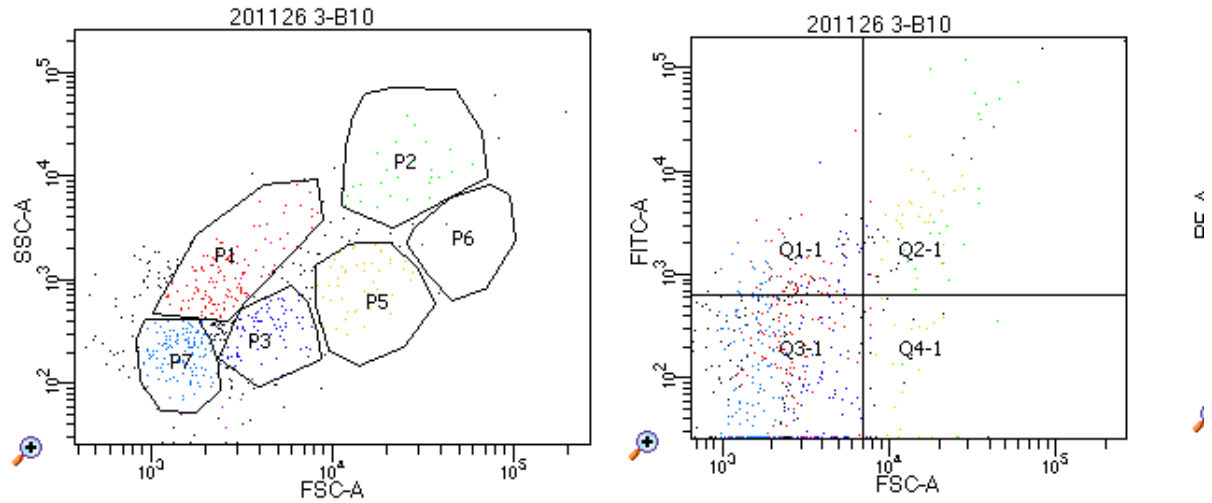 201126 3-B10
SSC-A
10^5
10^4
10^3
10^2
P2
P1
P6
P5
P3
P7
10^3
10^4
10^5
FSC-A
201126 3-B10
FITC-A
10^5
10^4
10^3
10^2
Q1-1
Q2-1
Q3-1
Q4-1
10^3
10^4
10^5
FSC-A